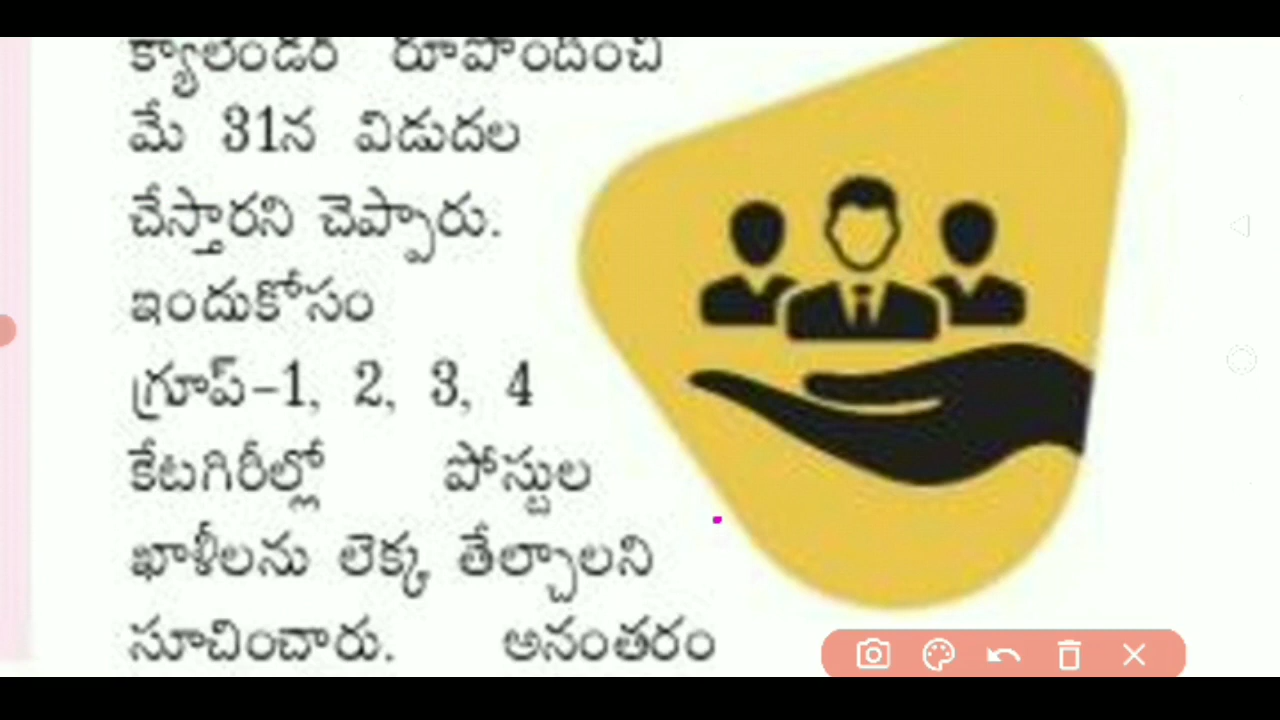 క్యాలెండర్ రూపొందించి
మే 31న విడుదల
చేస్తారని చెప్పారు.
ఇందుకోసం
గ్రూప్-1, 2, 3, 4
కేటగిరీల్లో పోస్టుల
ఖాళీలను లెక్క తేల్చాలని
సూచించారు. అనంతరం